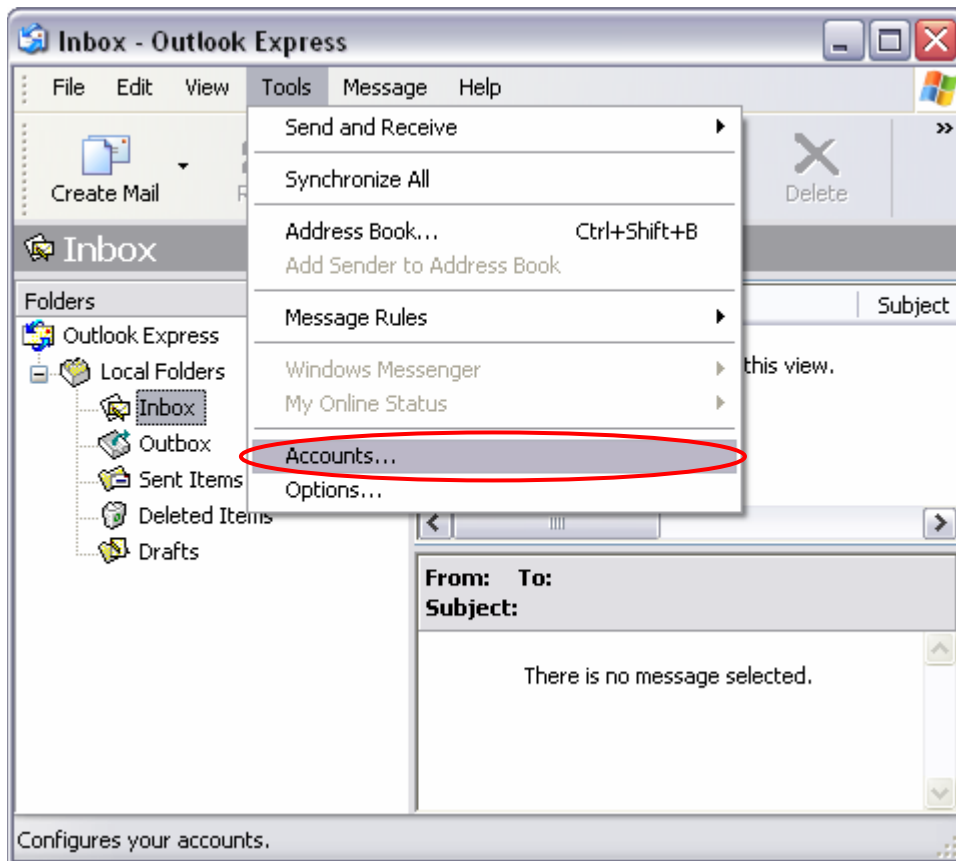 Inbox - Outlook Express
File Edit View Tools Message Help
Create Mail
Delete
Send and Receive
Synchronize All
Address Book... Ctrl+Shift+B
Add Sender to Address Book
Message Rules
Windows Messenger
My Online Status
Accounts...
Options...
Inbox
Folders
Outlook Express
Local Folders
Inbox
Outbox
Sent Items
Deleted Items
Drafts
Subject
this view.
From: To:
Subject:
There is no message selected.
Configures your accounts.